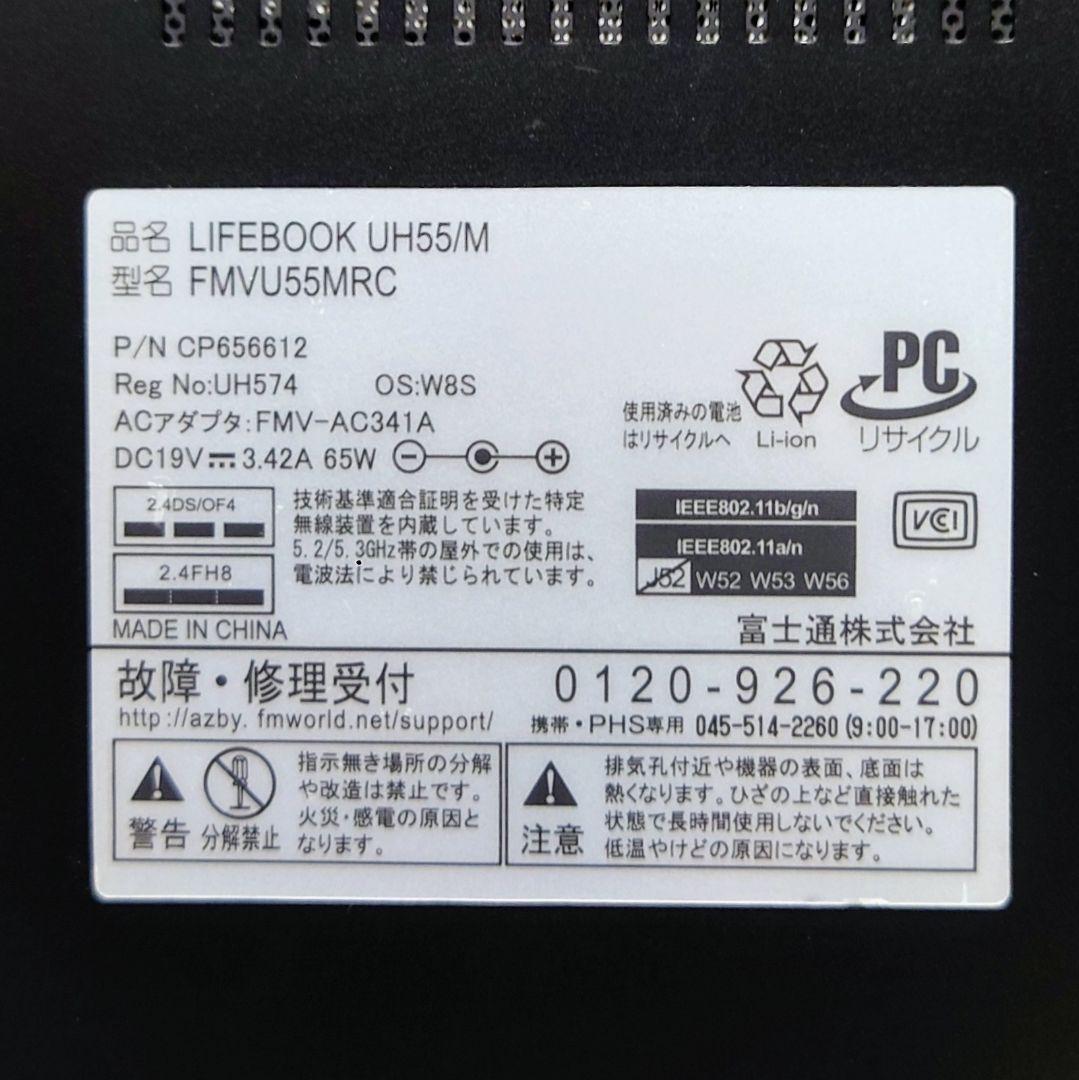 品名 LIFEBOOK UH55/M
型名 FMVU55MRC
P/N CP656612
Reg No:UH574 OS:W8S
ACアダプタ:FMV-AC341A
DC19V 3.42A 65W
使用済みの電池
はリサイクルへ
Li-ion
PC
リサイクル
2.4DS/OF4
2.4FH8
技術基準適合証明を受けた特定
無線装置を内蔵しています。
5.2/5.3GHz帯の屋外での使用は、
電波法により禁じられています。
IEEE802.11b/g/n
IEEE802.11a/n
J52 W52 W53 W56
VCCI
MADE IN CHINA
富士通株式会社
故障・修理受付 0120-926-220
http://azby.fmworld.net/support/ 携帯・PHS専用 045-514-2260 (9:00-17:00)
警告
分解禁止
指示無き場所の分解
や改造は禁止です。
火災・感電の原因と
なります。
注意
排気孔付近や機器の表面、底面は
熱くなります。ひざの上など直接触れた
状態で長時間使用しないでください。
低温やけどの原因になります。